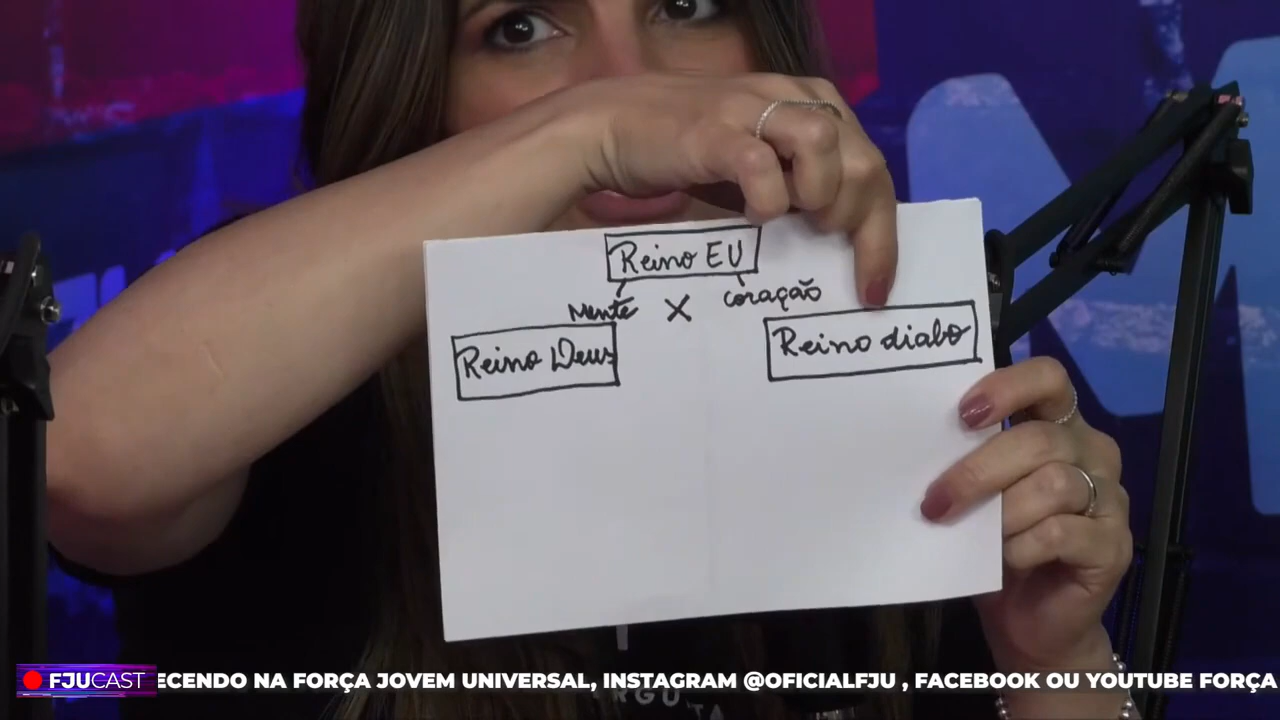 Reino EU
Mente X coração
Reino Deus
Reino diabo
FJUCAST
ECENDO NA FORÇA JOVEM UNIVERSAL, INSTAGRAM @OFICIALFJU , FACEBOOK OU YOUTUBE FORÇA